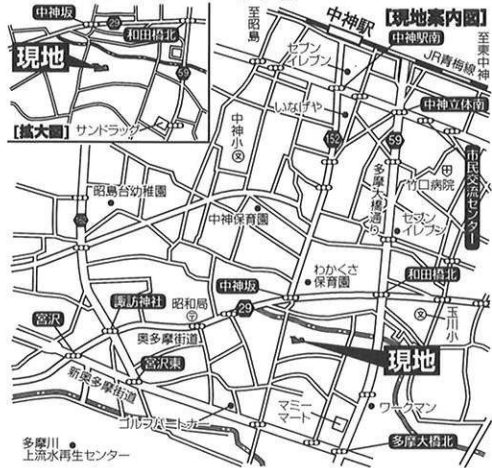 [現地案内図]
中神坂
29
和田橋北
現地
59
[拡大図]
サンドラッグ
至昭島
中神駅
至東中神
JR青梅線
セブン
イレブン
中神駅南
中神立体南
いなげや
152
59
中神小
文
多摩大橋通り
竹口病院
市民交流センター
昭島台幼稚園
中神保育園
セブン
イレブン
わかくさ
保育園
和田橋北
中神坂
29
諏訪神社
昭和局
奥多摩街道
宮沢
宮沢東
文
玉川小
現地
新奥多摩街道
ゴルフパートナー
マミー
マート
ワークマン
多摩大橋北
多摩川
上流水再生センター